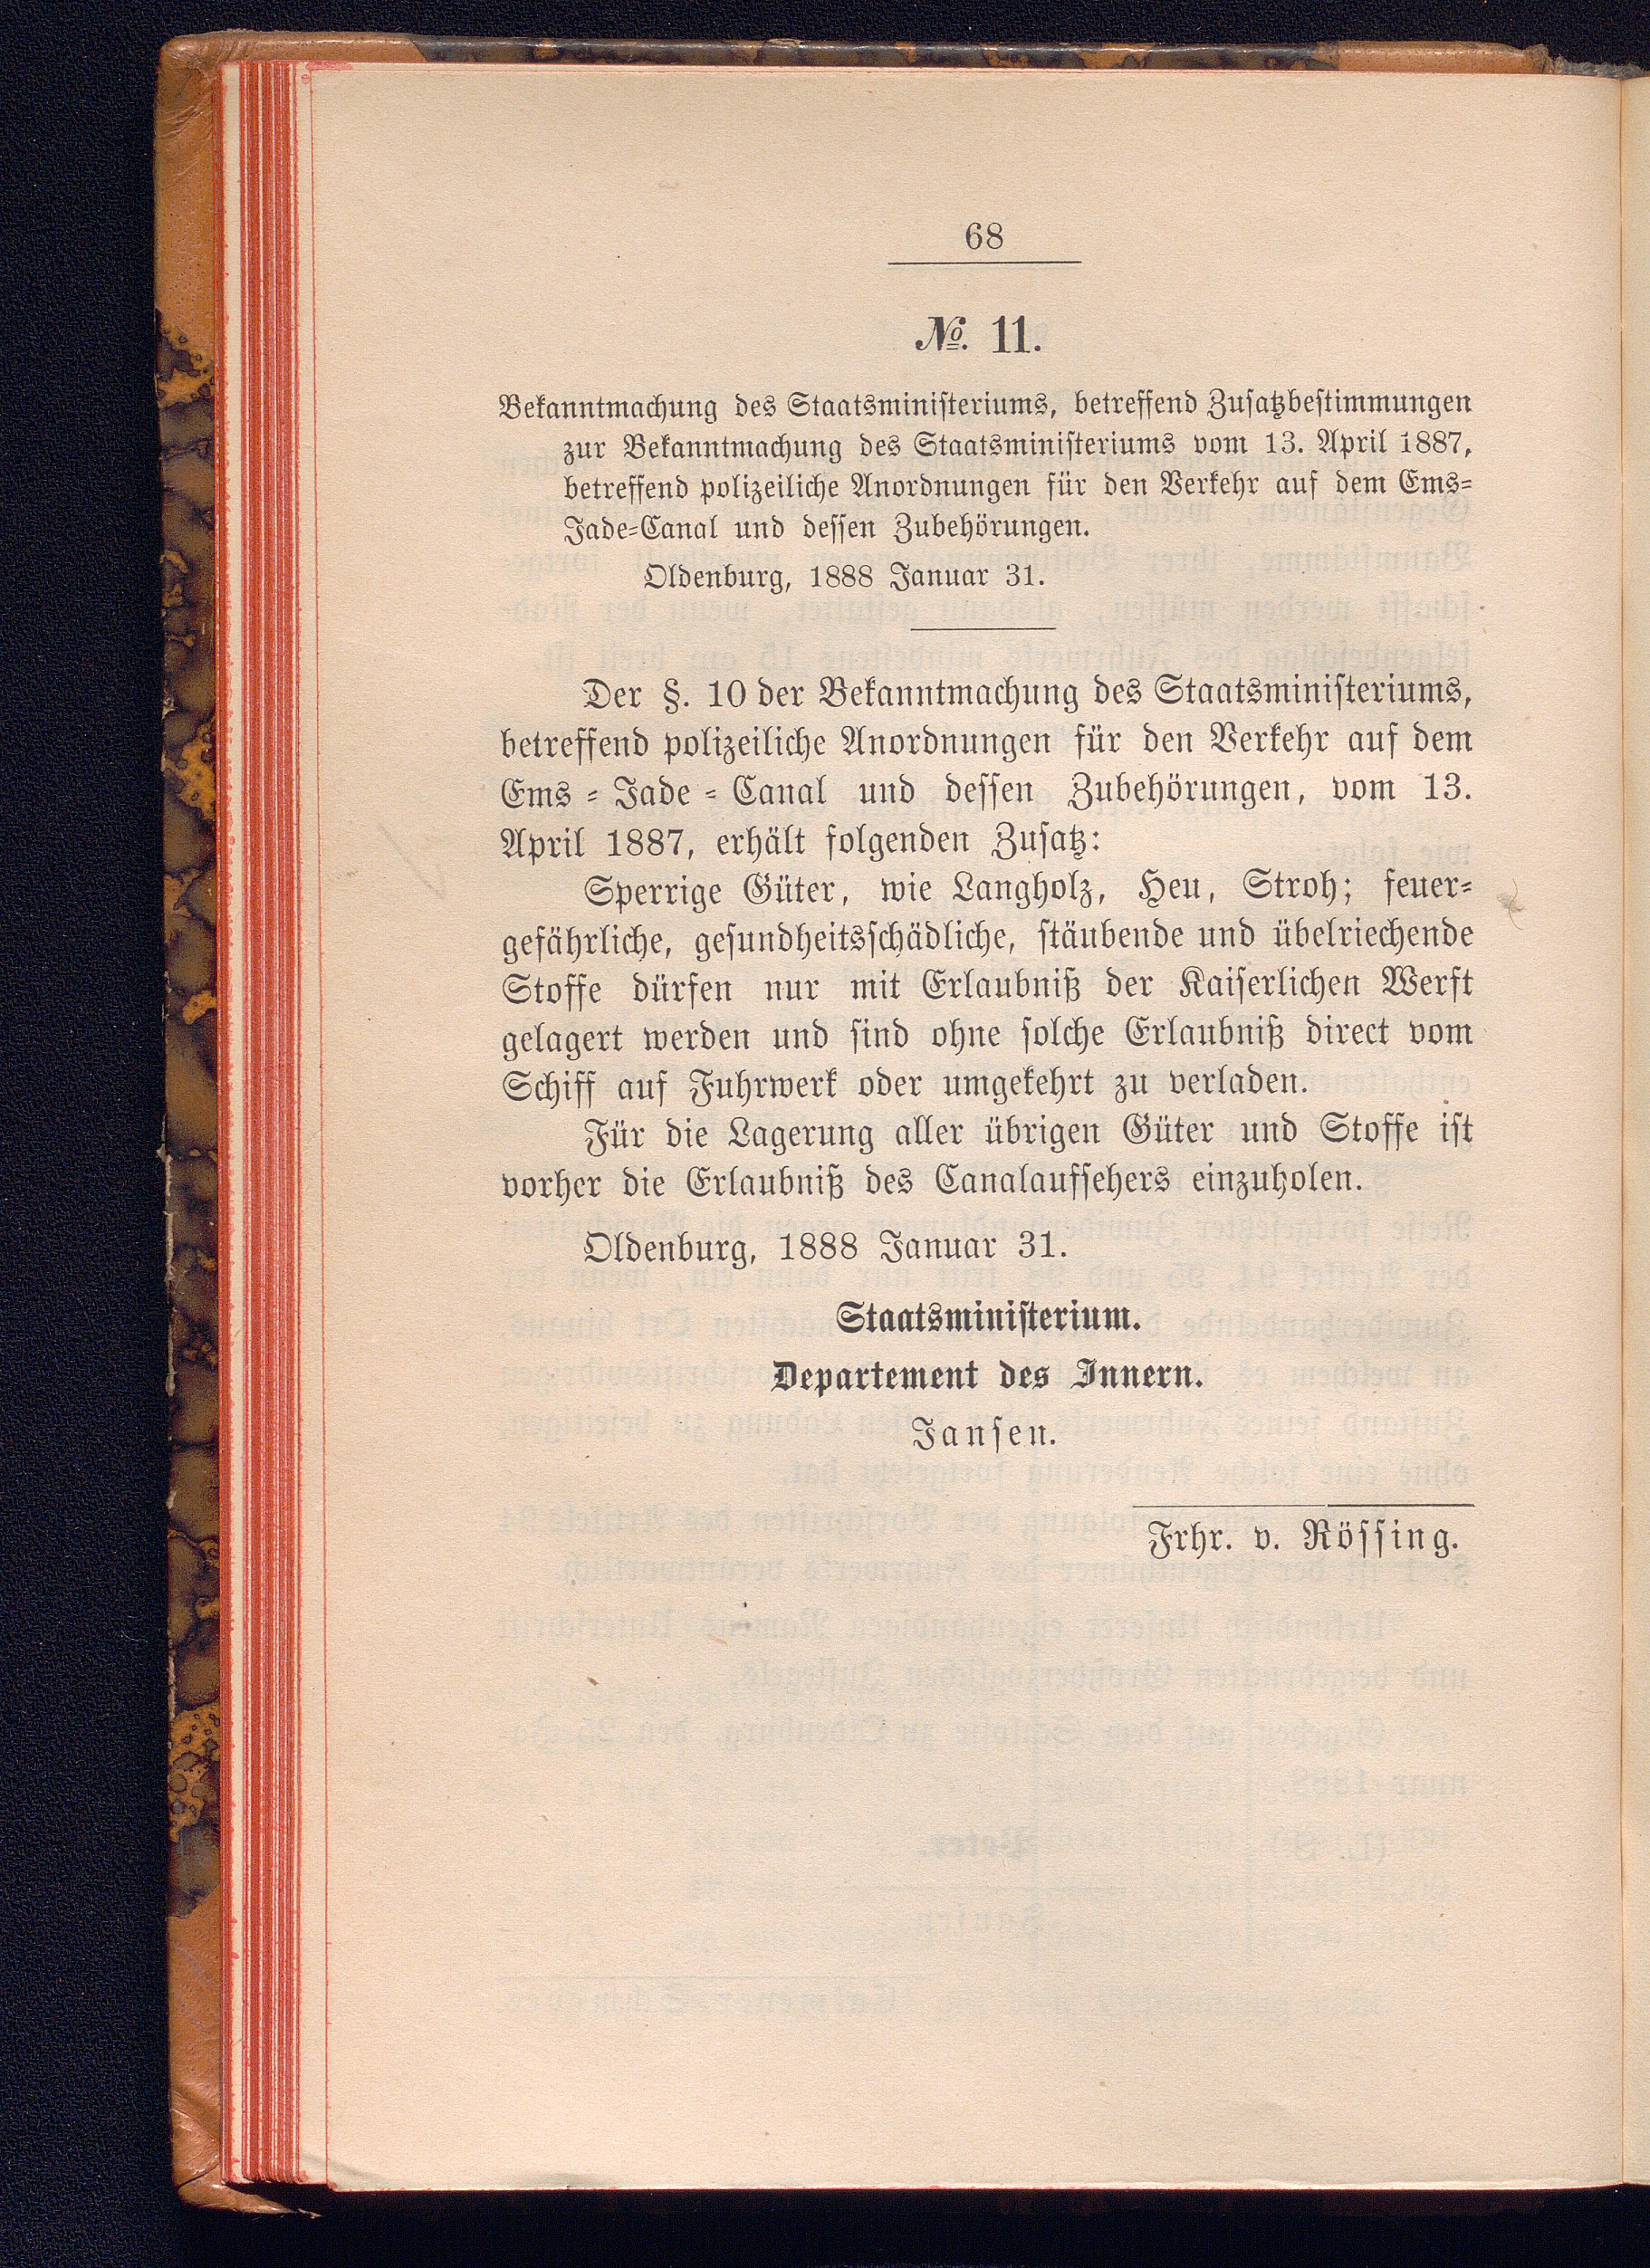 68
No. 11.
Bekanntmachung des Staatsministeriums, betreffend Zusatzbestimmungen
zur Bekanntmachung des Staatsministeriums vom 13. April 1887,
betreffend polizeiliche Anordnungen für den Verkehr auf dem Ems-
Jade-Canal und dessen Zubehörungen.
Oldenburg, 1888 Januar 31.
Der §. 10 der Bekanntmachung des Staatsministeriums,
betreffend polizeiliche Anordnungen für den Verkehr auf dem
Ems-Jade-Canal und dessen Zubehörungen, vom 13.
April 1887, erhält folgenden Zusatz:
Sperrige Güter, wie Langholz, Heu, Stroh; feuer-
gefährliche, gesundheitsschädliche, stäubende und übelriechende
Stoffe dürfen nur mit Erlaubniß der Kaiserlichen Werft
gelagert werden und sind ohne solche Erlaubniß direct vom
Schiff auf Fuhrwerk oder umgekehrt zu verladen.
Für die Lagerung aller übrigen Güter und Stoffe ist
vorher die Erlaubniß des Canalaufsehers einzuholen.
Oldenburg, 1888 Januar 31.
Staatsministerium.
Departement des Innern.
Jansen.
Frhr. v. Rössing.